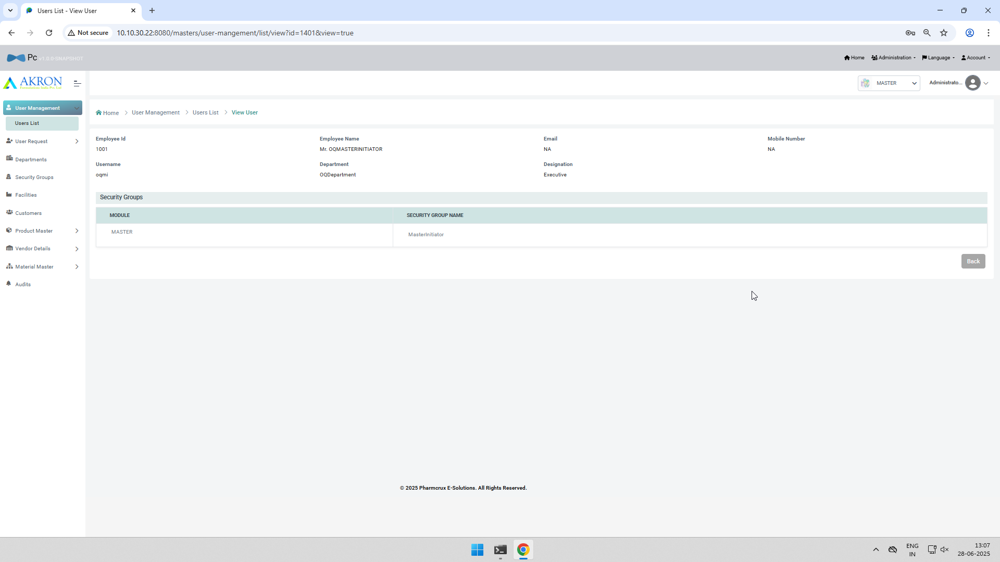 Users List - View User
Not secure
10.10.30.22:8080/masters/user-mangement/list/view?id=1401&view=true
Pc v1.0.0-SNAPSHOT
Home
Administration
Language
Account
AKRON
Formulations India Pvt. Ltd
MASTER
Administrato...
User Management
Users List
User Request
Departments
Security Groups
Facilities
Customers
Product Master
Vendor Details
Material Master
Audits
Home > User Management > Users List > View User
Employee Id
1001
Employee Name
Mr. OQMASTERINITIATOR
Email
NA
Mobile Number
NA
Username
oqmi
Department
OQDepartment
Designation
Executive
Security Groups
MODULE
SECURITY GROUP NAME
MASTER
MasterInitiator
Back
© 2025 Pharmcrux E-Solutions. All Rights Reserved.
ENG
IN
13:07
28-06-2025